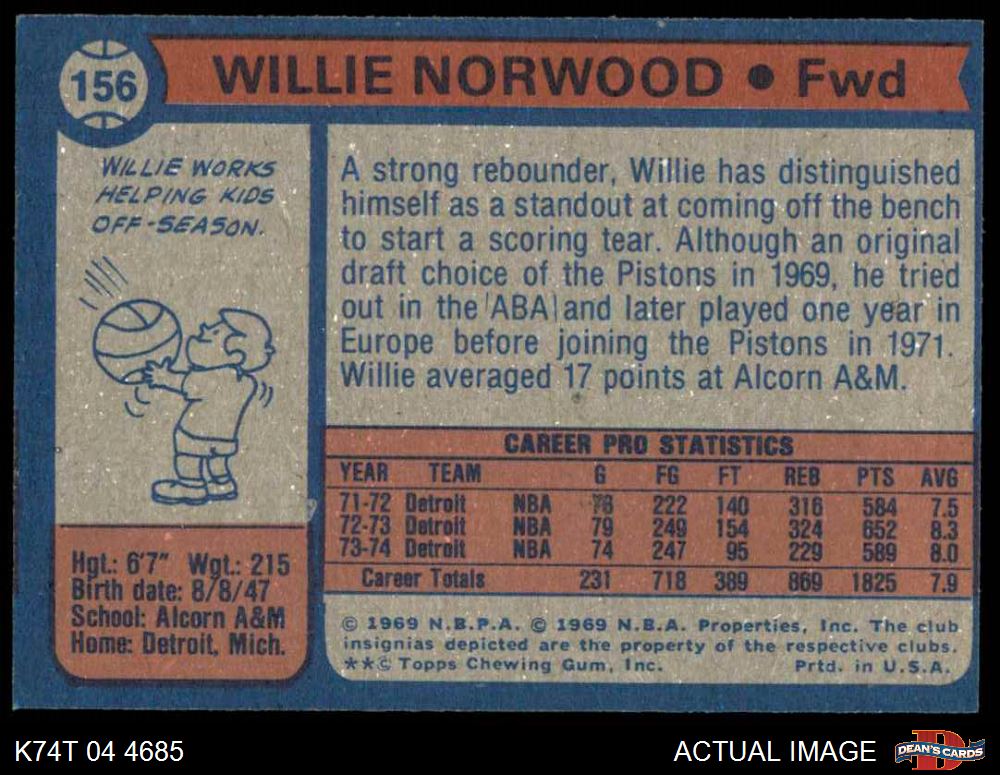 156
WILLIE NORWOOD ● Fwd
WILLIE WORKS
HELPING KIDS
OFF-SEASON.
A strong rebounder, Willie has distinguished
himself as a standout at coming off the bench
to start a scoring tear. Although an original
draft choice of the Pistons in 1969, he tried
out in the ABA and later played one year in
Europe before joining the Pistons in 1971.
Willie averaged 17 points at Alcorn A&M.
Hgt.: 6'7" Wgt.: 215
Birth date: 8/8/47
School: Alcorn A&M
Home: Detroit, Mich.
CAREER PRO STATISTICS
YEAR TEAM G FG FT REB PTS AVG
71-72 Detroit NBA 78 222 140 316 584 7.5
72-73 Detroit NBA 79 249 154 324 652 8.3
73-74 Detroit NBA 74 247 95 229 589 8.0
Career Totals 231 718 389 869 1825 7.9
© 1969 N.B.P.A. © 1969 N.B.A. Properties, Inc. The club
insignias depicted are the property of the respective clubs.
**© Topps Chewing Gum, Inc. Prtd. in U.S.A.
K74T 04 4685
ACTUAL IMAGE
DEAN'S CARDS